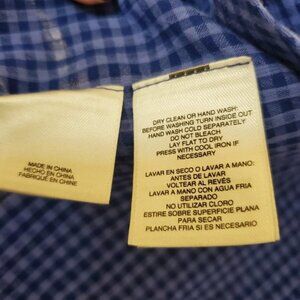 MADE IN CHINA
HECHO EN CHINA
FABRIQUÉ EN CHINE
DRY CLEAN OR HAND WASH:
BEFORE WASHING TURN INSIDE OUT
HAND WASH COLD SEPARATELY
DO NOT BLEACH
LAY FLAT TO DRY
PRESS WITH COOL IRON IF
NECESSARY
LAVAR EN SECO O LAVAR A MANO:
ANTES DE LAVAR
VOLTEAR AL REVÉS
LAVAR A MANO CON AGUA FRIA
SEPARADO
NO UTILIZAR CLORO
ESTIRE SOBRE SUPERFICIE PLANA
PARA SECAR
PLANCHA FRIA SI ES NECESARIO